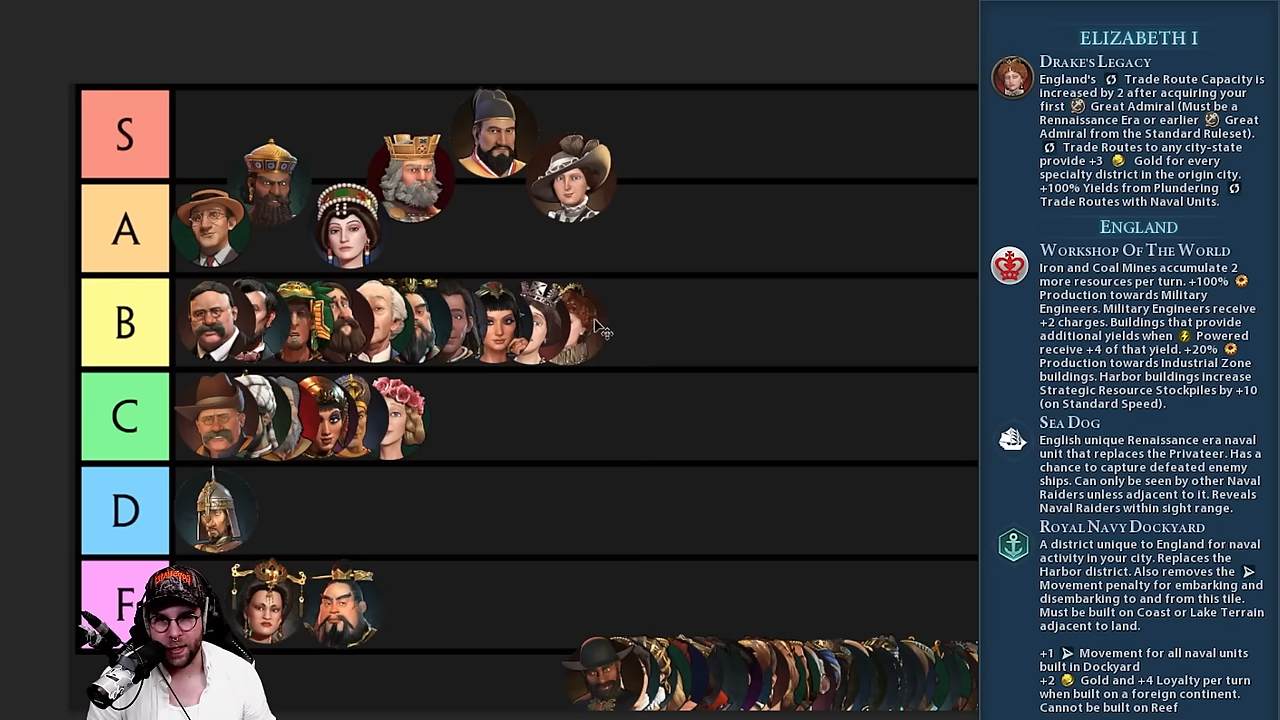 S
A
B
C
D
F
ELIZABETH I
DRAKE'S LEGACY
England's Trade Route Capacity is
increased by 2 after acquiring your
first Great Admiral (Must be a
Rennaissance Era or earlier Great
Admiral from the Standard Ruleset).
Trade Routes to any city-state
provide +3 Gold for every
specialty district in the origin city.
+100% Yields from Plundering
Trade Routes with Naval Units.
ENGLAND
WORKSHOP OF THE WORLD
Iron and Coal Mines accumulate 2
more resources per turn. +100%
Production towards Military
Engineers. Military Engineers receive
+2 charges. Buildings that provide
additional yields when Powered
receive +4 of that yield. +20%
Production towards Industrial Zone
buildings. Harbor buildings increase
Strategic Resource Stockpiles by +10
(on Standard Speed).
SEA DOG
English unique Renaissance era naval
unit that replaces the Privateer. Has a
chance to capture defeated enemy
ships. Can only be seen by other Naval
Raiders unless adjacent to it. Reveals
Naval Raiders within sight range.
ROYAL NAVY DOCKYARD
A district unique to England for naval
activity in your city. Replaces the
Harbor district. Also removes the
Movement penalty for embarking and
disembarking to and from this tile.
Must be built on Coast or Lake Terrain
adjacent to land.
+1 Movement for all naval units
built in Dockyard
+2 Gold and +4 Loyalty per turn
when built on a foreign continent.
Cannot be built on Reef